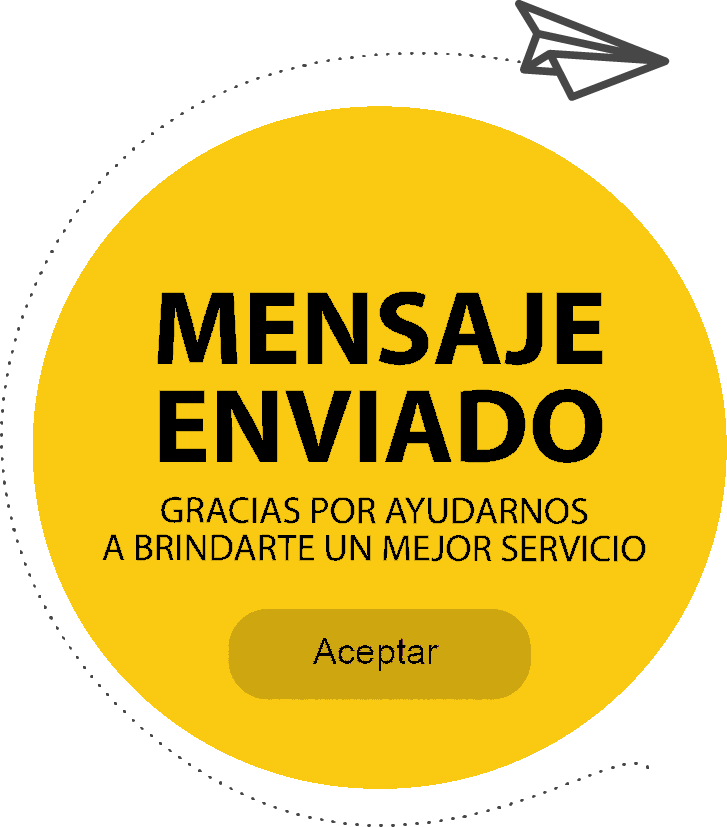 MENSAJE
ENVIADO
GRACIAS POR AYUDARNOS
A BRINDARTE UN MEJOR SERVICIO
Aceptar